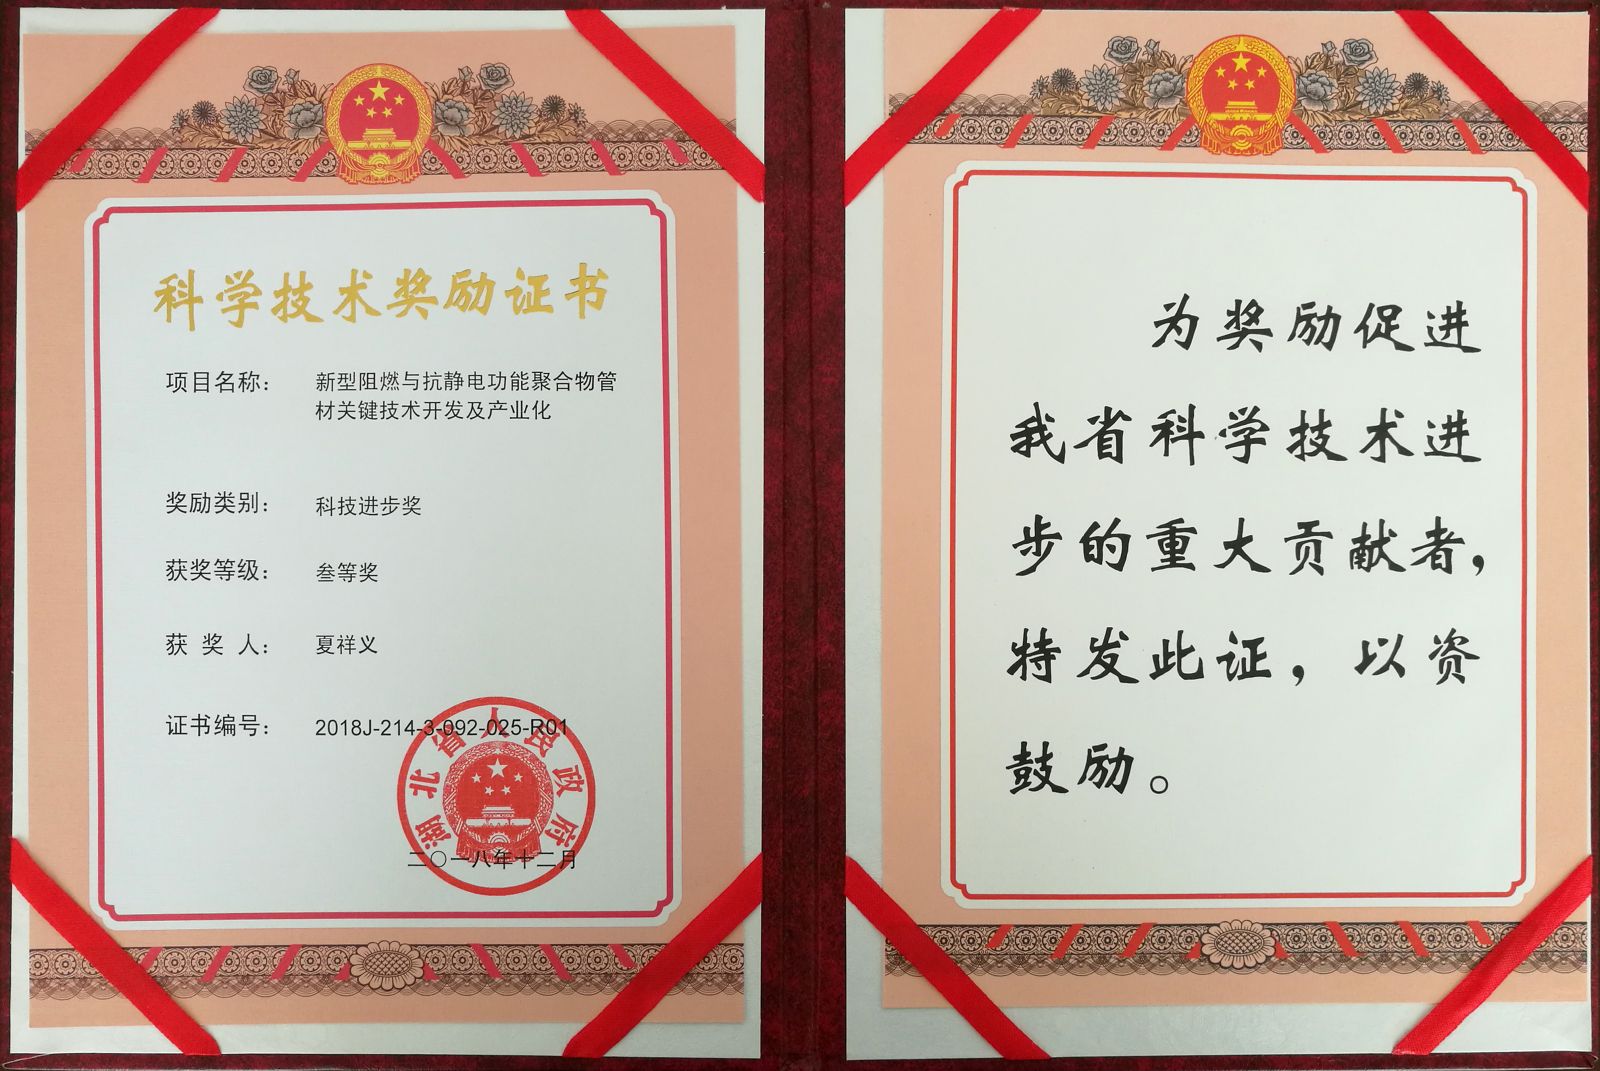 科学技术奖励证书
项目名称： 新型阻燃与抗静电功能聚合物管
材关键技术开发及产业化
奖励类别： 科技进步奖
获奖等级： 叁等奖
获 奖 人： 夏祥义
证书编号： 2018J-214-3-092-025-R01
湖北省人民政府
二〇一八年十二月
为奖励促进
我省科学技术进
步的重大贡献者，
特发此证，以资
鼓励。